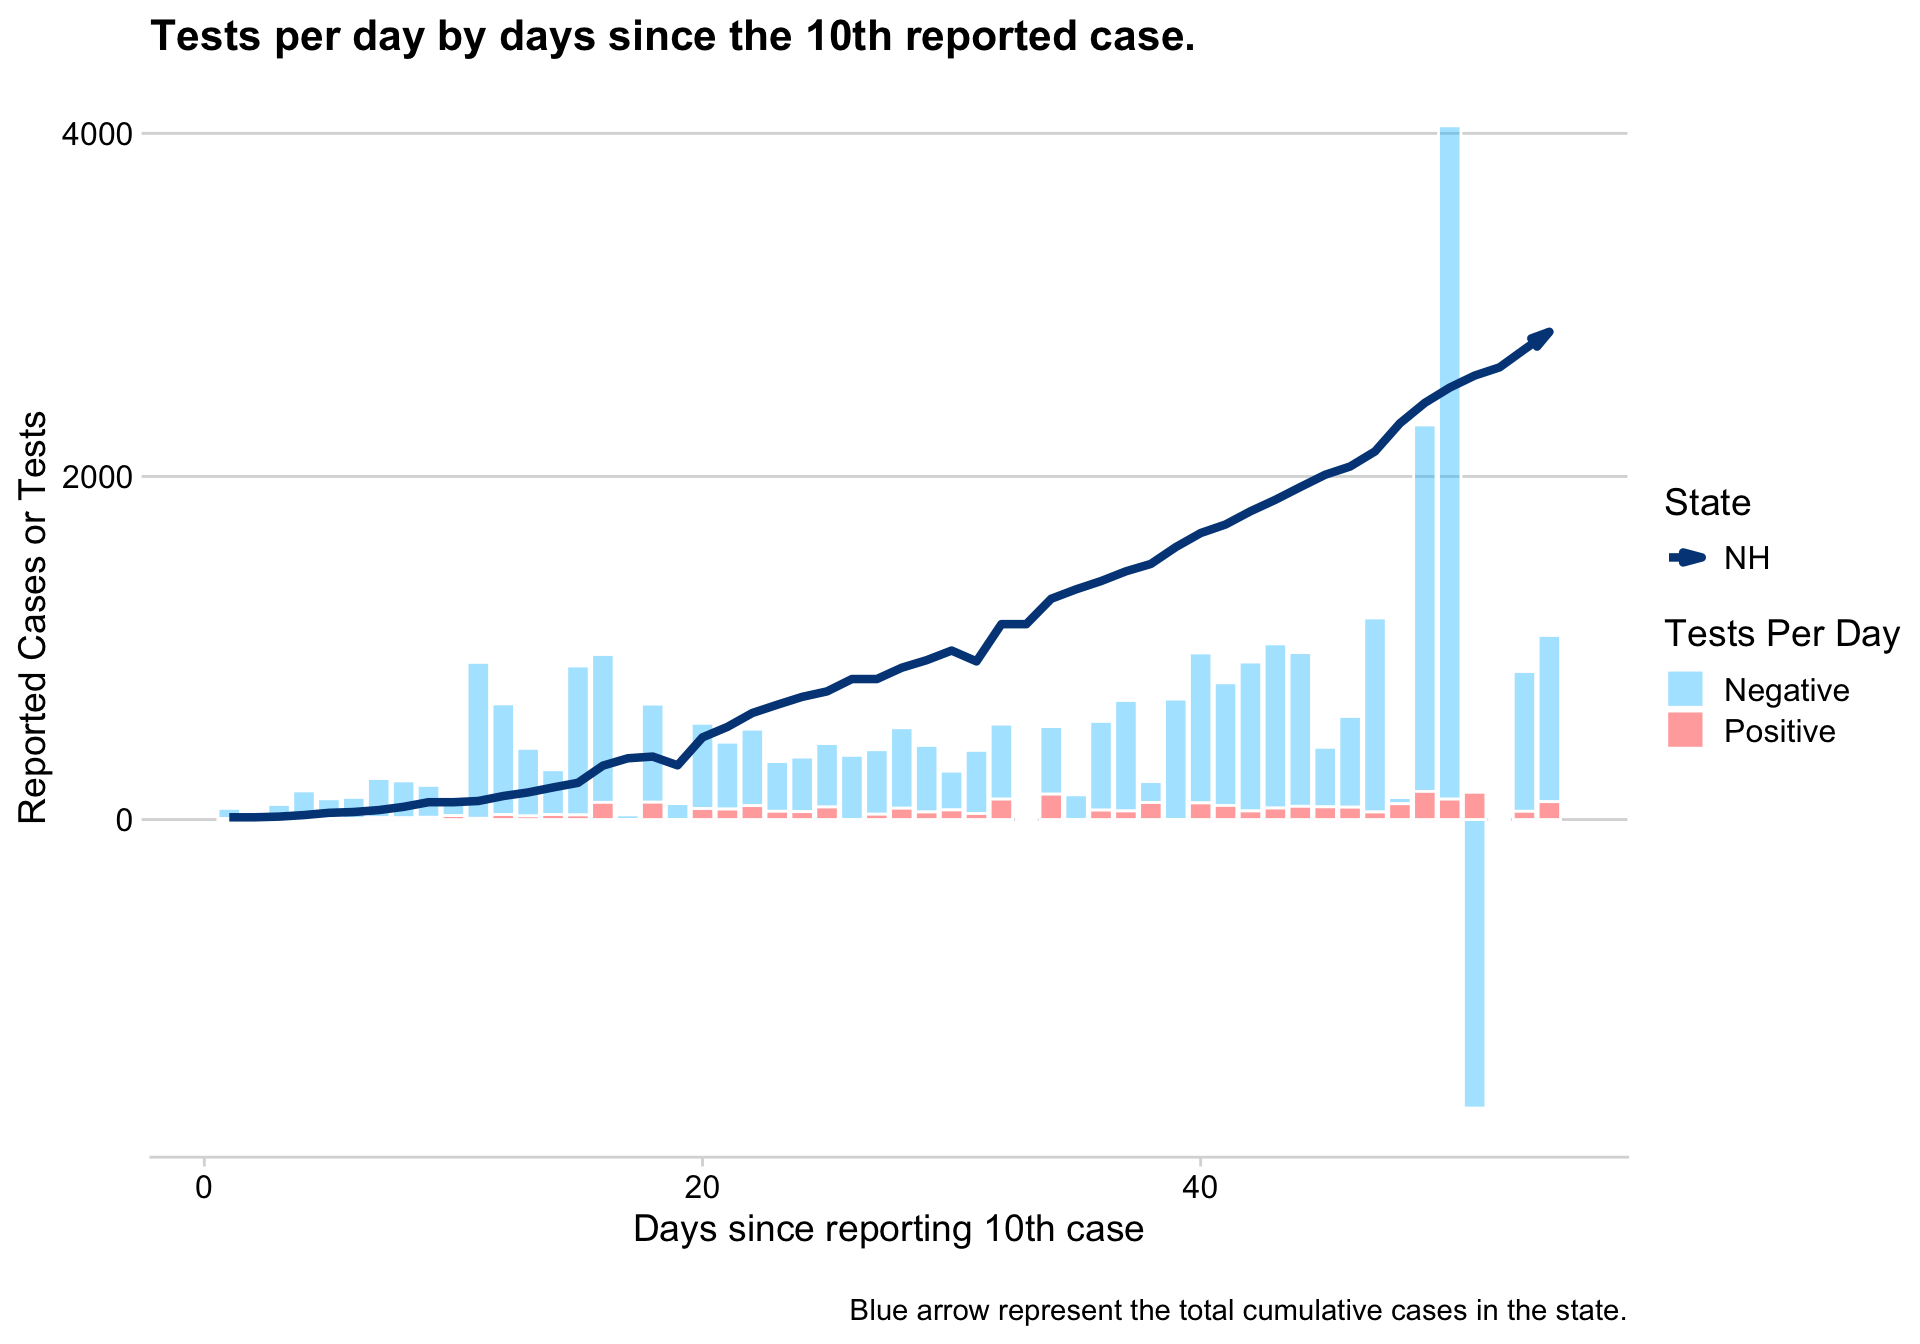 Tests per day by days since the 10th reported case.
4000
2000
0
Reported Cases or Tests
0
20
40
Days since reporting 10th case
State
NH
Tests Per Day
Negative
Positive
Blue arrow represent the total cumulative cases in the state.